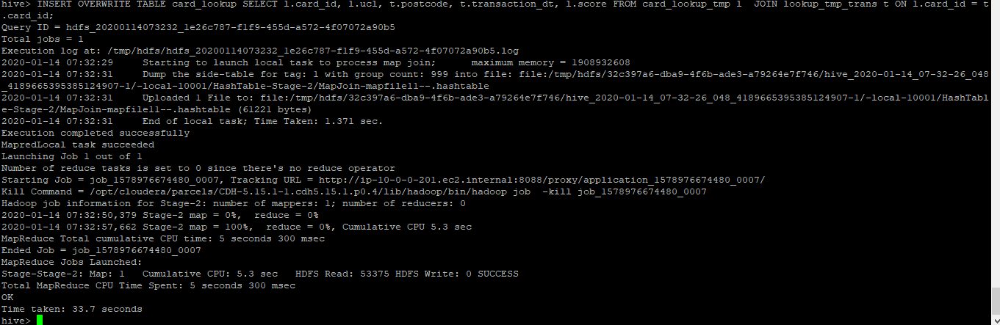 hive> INSERT OVERWRITE TABLE card_lookup SELECT l.card_id, l.ucl, t.postcode, t.transaction_dt, l.score FROM card_lookup_tmp l  JOIN lookup_tmp_trans t ON l.card_id = t
.card_id;
Query ID = hdfs_20200114073232_1e26c787-f1f9-455d-a572-4f07072a90b5
Total jobs = 1
Execution log at: /tmp/hdfs/hdfs_20200114073232_1e26c787-f1f9-455d-a572-4f07072a90b5.log
2020-01-14 07:32:29     Starting to launch local task to process map join;      maximum memory = 1908932608
2020-01-14 07:32:31     Dump the side-table for tag: 1 with group count: 999 into file: file:/tmp/hdfs/32c397a6-dba9-4f6b-ade3-a79264e7f746/hive_2020-01-14_07-32-26_048
_4189665395385124907-1/-local-10001/HashTable-Stage-2/MapJoin-mapfile11--.hashtable
2020-01-14 07:32:31     Uploaded 1 File to: file:/tmp/hdfs/32c397a6-dba9-4f6b-ade3-a79264e7f746/hive_2020-01-14_07-32-26_048_4189665395385124907-1/-local-10001/HashTabl
e-Stage-2/MapJoin-mapfile11--.hashtable (61221 bytes)
2020-01-14 07:32:31     End of local task; Time Taken: 1.371 sec.
Execution completed successfully
MapredLocal task succeeded
Launching Job 1 out of 1
Number of reduce tasks is set to 0 since there's no reduce operator
Starting Job = job_1578976674480_0007, Tracking URL = http://ip-10-0-0-201.ec2.internal:8088/proxy/application_1578976674480_0007/
Kill Command = /opt/cloudera/parcels/CDH-5.15.1-1.cdh5.15.1.p0.4/lib/hadoop/bin/hadoop job  -kill job_1578976674480_0007
Hadoop job information for Stage-2: number of mappers: 1; number of reducers: 0
2020-01-14 07:32:50,379 Stage-2 map = 0%,  reduce = 0%
2020-01-14 07:32:57,662 Stage-2 map = 100%,  reduce = 0%, Cumulative CPU 5.3 sec
MapReduce Total cumulative CPU time: 5 seconds 300 msec
Ended Job = job_1578976674480_0007
MapReduce Jobs Launched:
Stage-Stage-2: Map: 1   Cumulative CPU: 5.3 sec   HDFS Read: 53375 HDFS Write: 0 SUCCESS
Total MapReduce CPU Time Spent: 5 seconds 300 msec
OK
Time taken: 33.7 seconds
hive>